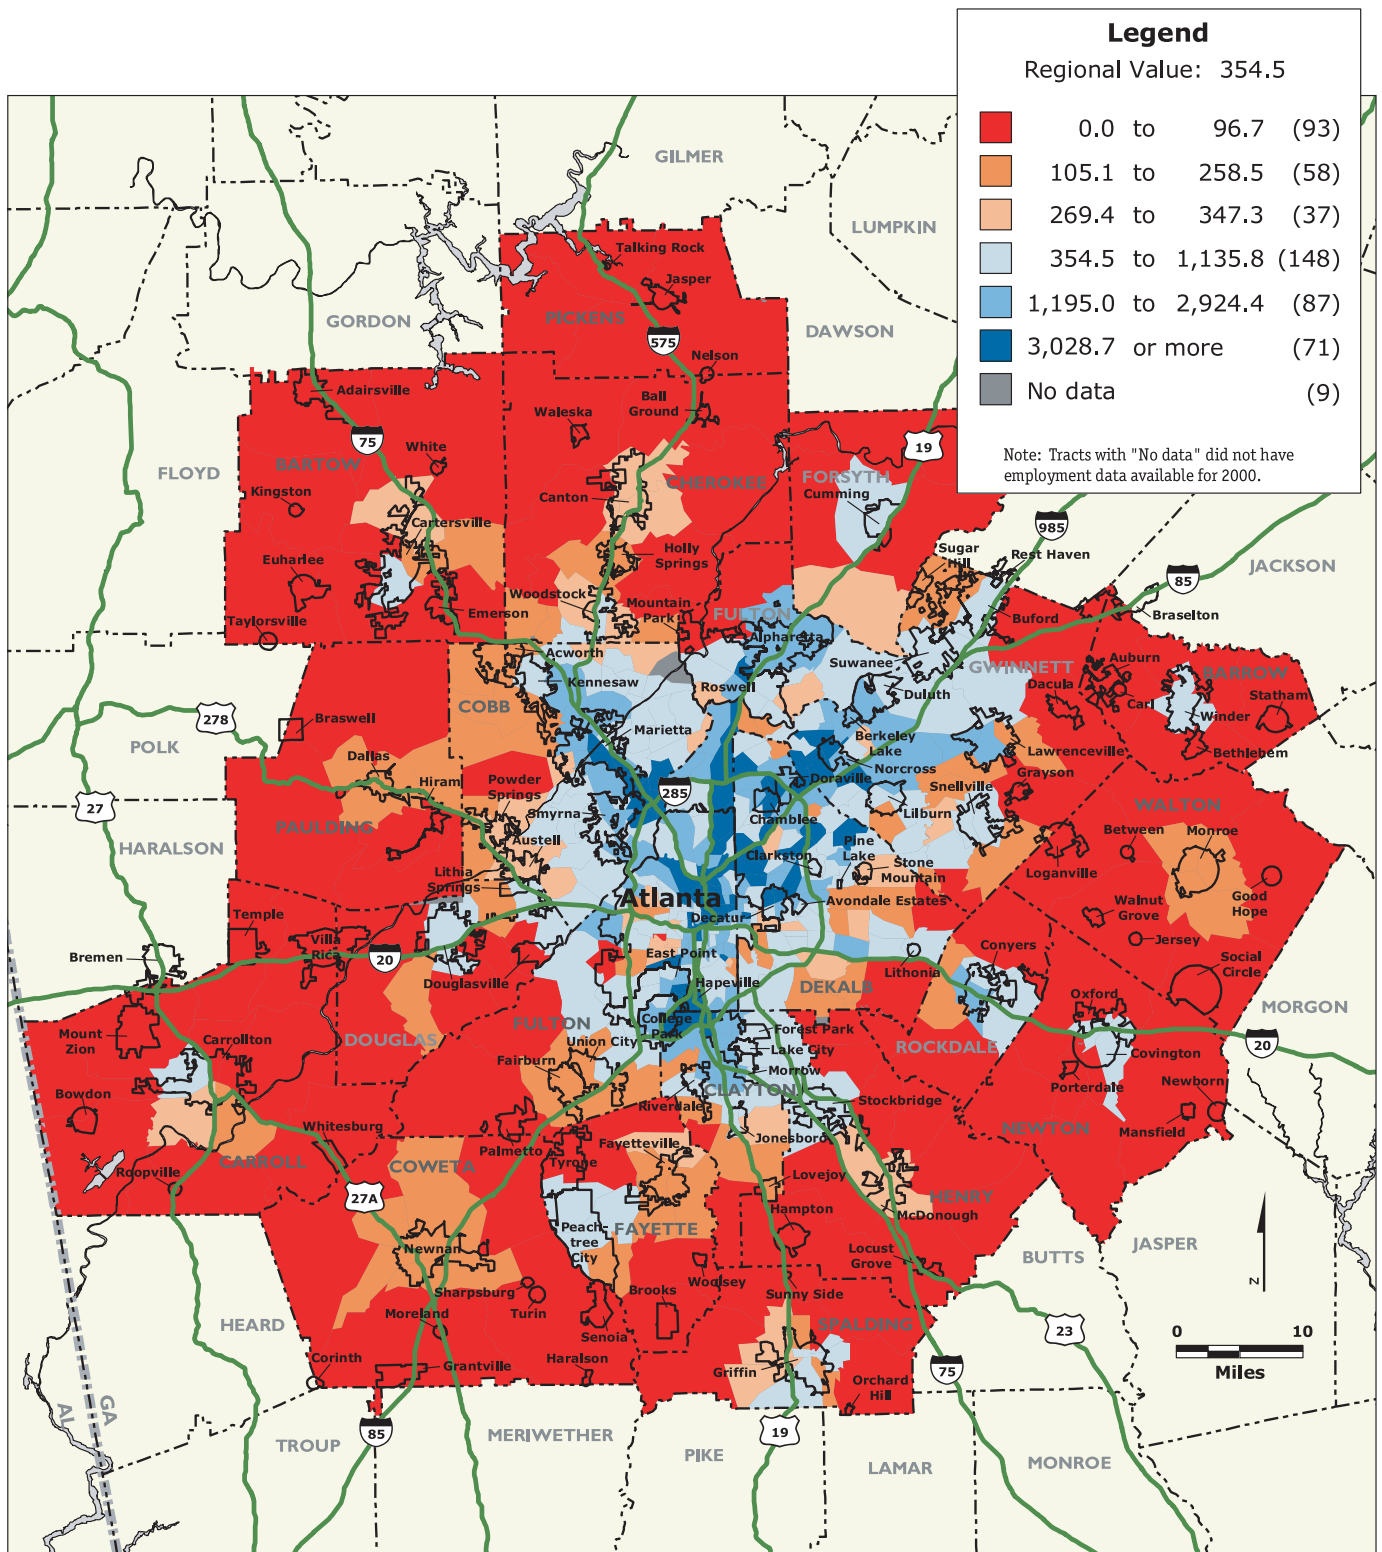 Legend
Regional Value: 354.5
0.0 to 96.7 (93)
105.1 to 258.5 (58)
269.4 to 347.3 (37)
354.5 to 1,135.8 (148)
1,195.0 to 2,924.4 (87)
3,028.7 or more (71)
No data (9)
Note: Tracts with "No data" did not have
employment data available for 2000.
GILMER
LUMPKIN
Talking Rock
Jasper
PICKENS
GORDON
DAWSON
575
Nelson
Adairsville
Ball
Ground
Waleska
75
White
19
BARTOW
FLOYD
CHEROKEE
FORSYTH
Kingston
Canton
Cumming
Cartersville
985
Holly
Springs
Sugar
Hill
Rest Haven
JACKSON
85
Euharlee
Woodstock
Mountain
Park
FULTON
Emerson
Braselton
Taylorsville
Buford
Alpharetta
Acworth
Suwanee
GWINNETT
Auburn
BARROW
Kennesaw
Roswell
Duluth
Dacula
Carl
Statham
COBB
278
Braswell
Winder
Marietta
Berkeley
Lake
Lawrenceville
Bethlebem
POLK
Dallas
Norcross
Doraville
Grayson
Hiram
Powder
Springs
285
Snellville
27
Smyrna
Chamblee
Lilburn
WALTON
PAULDING
Austell
Pine
Lake
Between
Monroe
HARALSON
Clarkston
Stone
Mountain
Lithia
Springs
Loganville
Good
Hope
Atlanta
Avondale Estates
Decatur
Walnut
Grove
Temple
Villa
Rica
Jersey
Bremen
20
East Point
Conyers
Lithonia
Social
Circle
Douglasville
Hapeville
DEKALB
Oxford
MORGON
College
Park
FULTON
Forest Park
Mount
Zion
Carrollton
DOUGLAS
Union City
Lake City
ROCKDALE
20
Covington
Fairburn
Morrow
Bowdon
CLAYTON
Porterdale
Newborn
Riverdale
Stockbridge
Whitesburg
Mansfield
NEWTON
Jonesboro
Fayetteville
Palmetto
Tyrone
CARROLL
COWETA
Roopville
Lovejoy
27A
HENRY
Hampton
McDonough
Peach-
tree
City
FAYETTE
JASPER
Newnan
Locust
Grove
BUTTS
Woolsey
Sharpsburg
Brooks
Sunny Side
N
Turin
Moreland
HEARD
Senoia
SPALDING
23
0 10
Miles
Corinth
Grantville
Haralson
Griffin
75
Orchard
Hill
GA
AL
85
19
TROUP
MERIWETHER
PIKE
LAMAR
MONROE